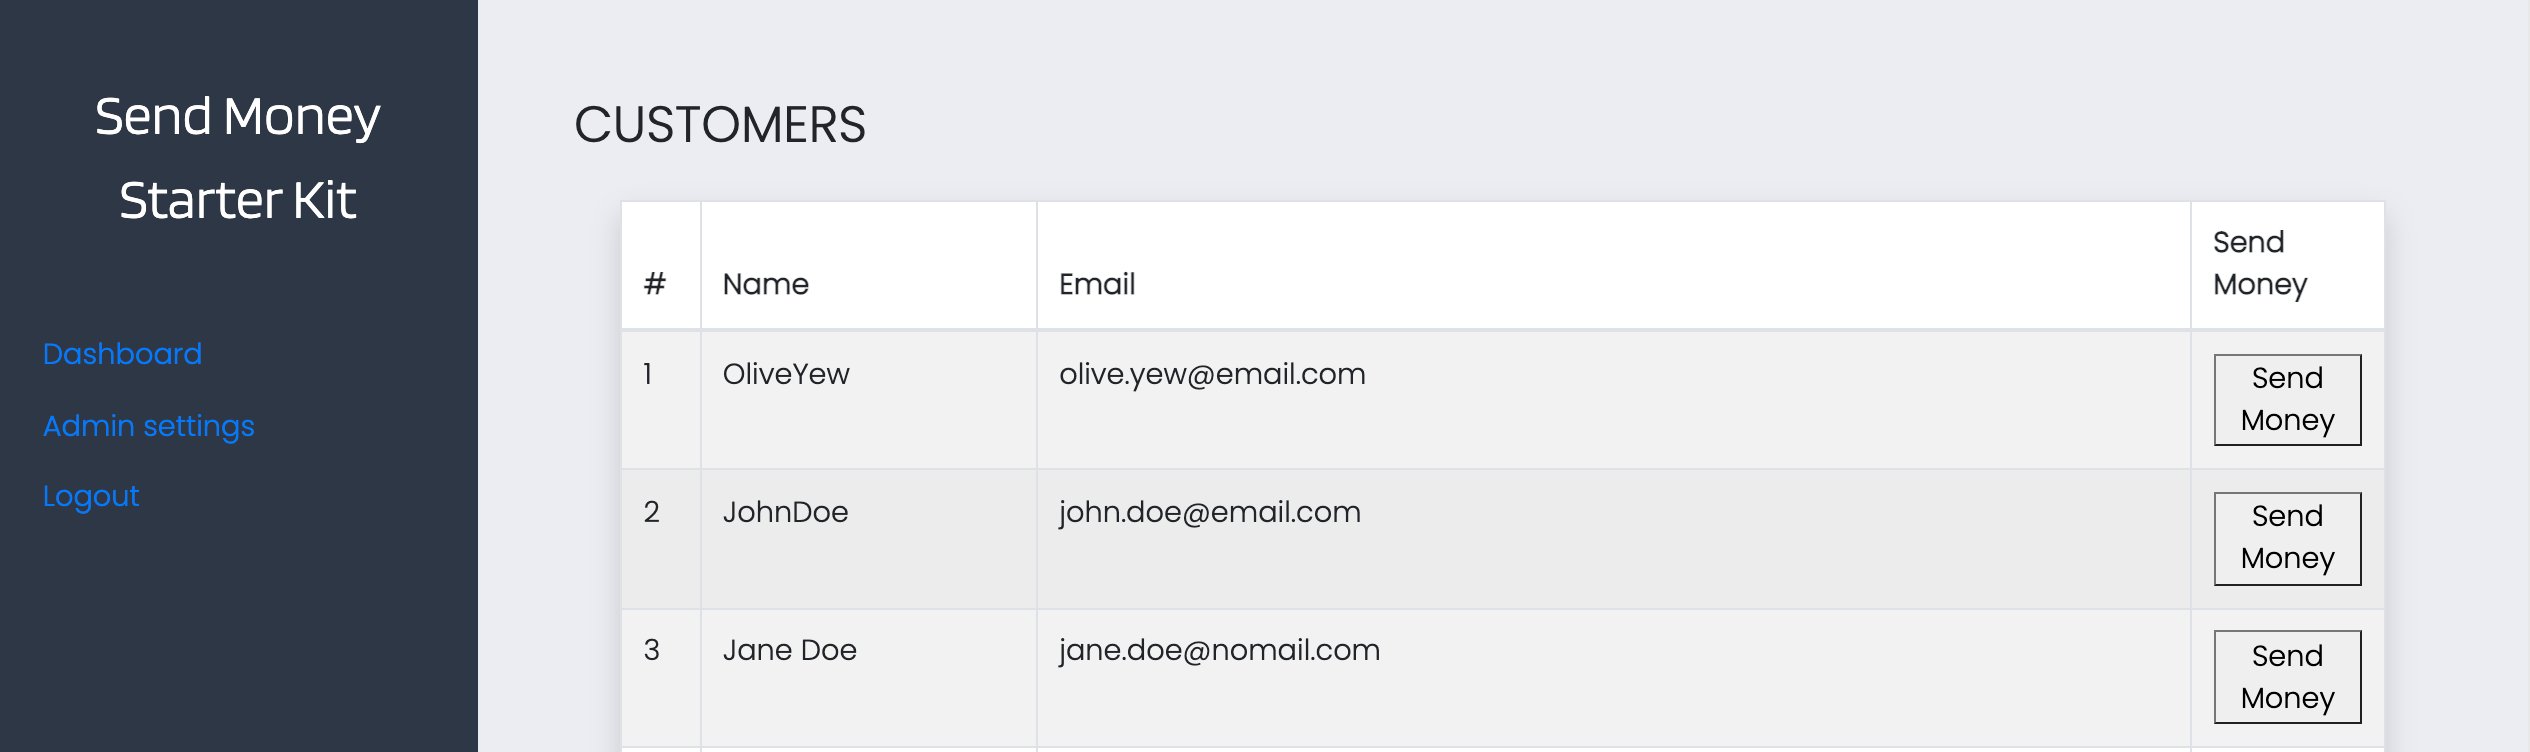 Send Money
Starter Kit
Dashboard
Admin settings
Logout
CUSTOMERS
# Name Email Send Money
1 OliveYew olive.yew@email.com Send Money
2 JohnDoe john.doe@email.com Send Money
3 Jane Doe jane.doe@nomail.com Send Money